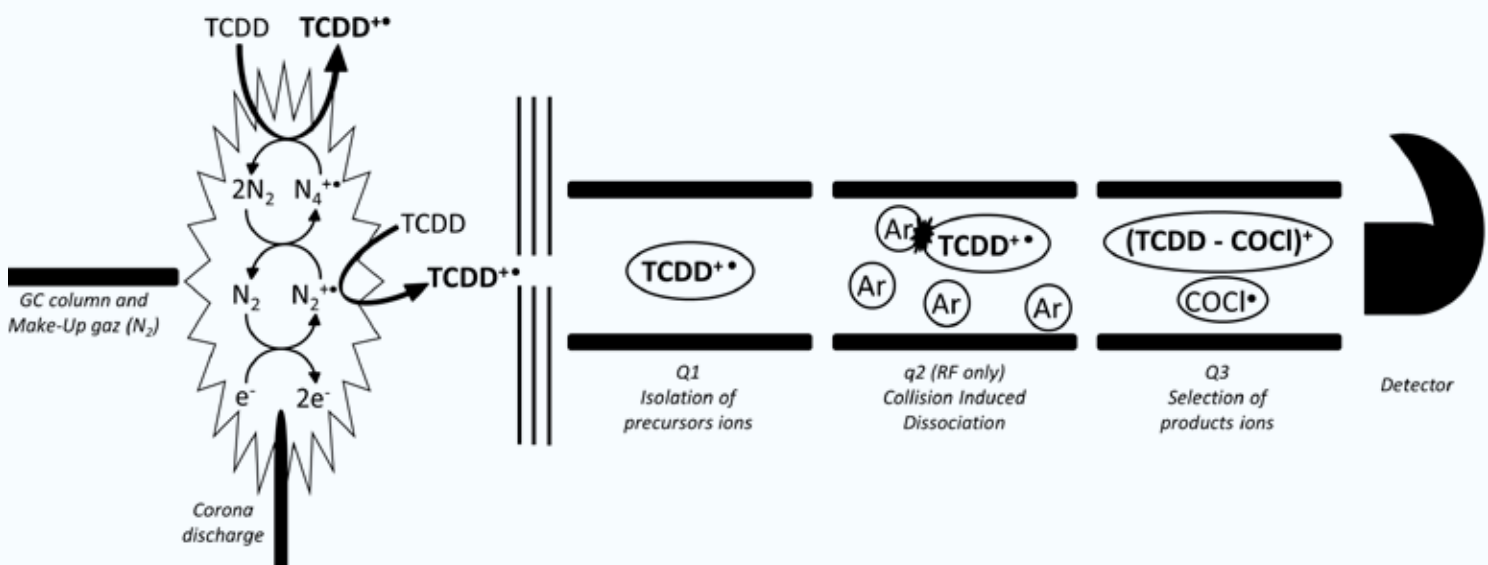 TCDD TCDD⁺•
2N₂ N₄⁺•
TCDD
TCDD⁺•
N₂ N₂⁺•
e⁻ 2e⁻
GC column and
Make-Up gaz (N₂)
Corona
discharge
TCDD⁺•
Q1
Isolation of
precursors ions
Ar TCDD⁺•
Ar Ar Ar
q2 (RF only)
Collision Induced
Dissociation
(TCDD - COCl)⁺
COCl•
Q3
Selection of
products ions
Detector